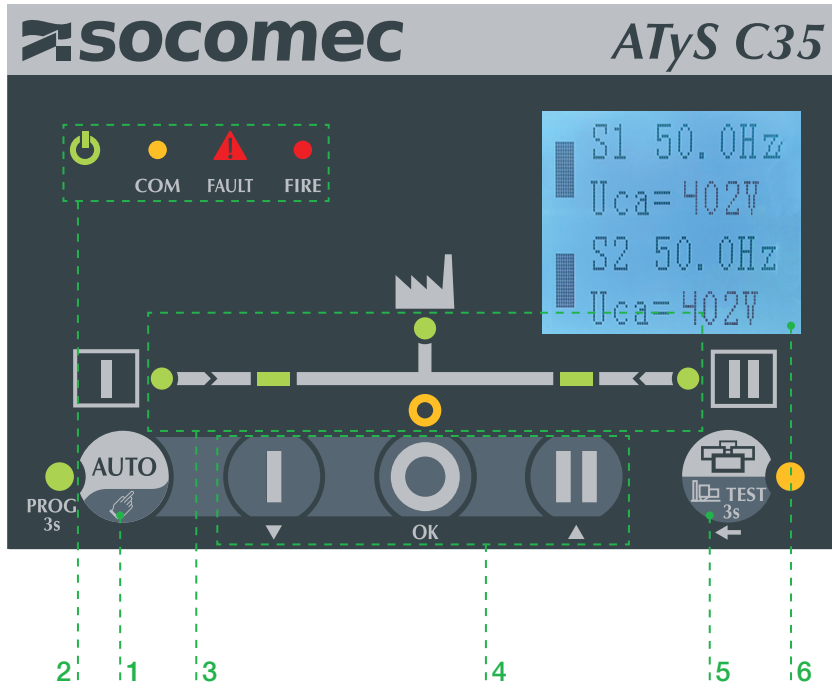 socomec
ATyS C35
COM FAULT FIRE
S1 50.0Hz
Uca=402V
S2 50.0Hz
Uca=402V
I
II
AUTO
PROG
3s
I
O
II
OK
TEST
3s
2 1 3 4 5 6